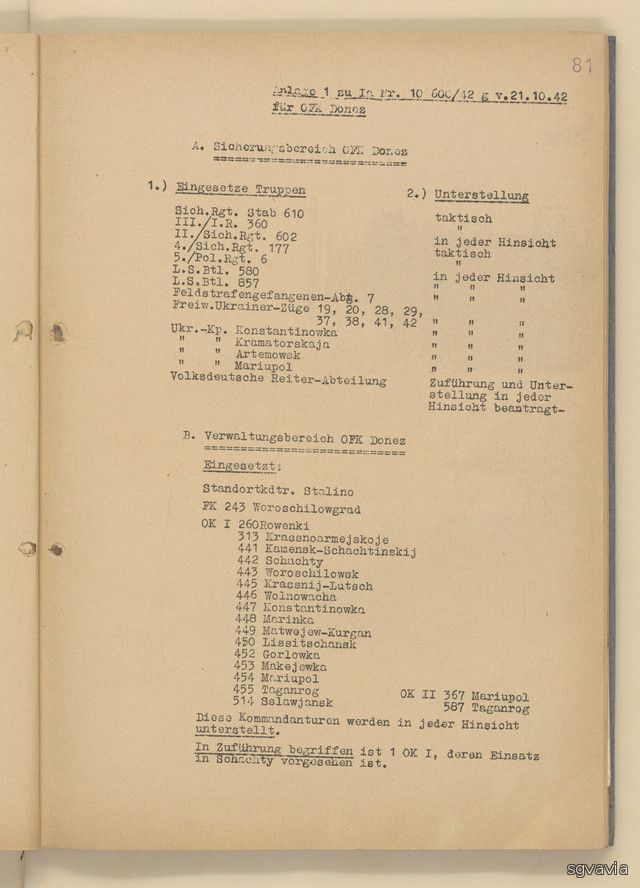 81
Anlage 1 zu Ia Nr. 10 600/42 g v.21.10.42
für OFK Donez
A. Sicherungsbereich OFK Donez
1.) Eingesetze Truppen 2.) Unterstellung
Sich.Rgt. Stab 610 taktisch
III./I.R. 360 "
II./Sich.Rgt. 602 in jeder Hinsicht
4./Sich.Rgt. 177 taktisch
5./Pol.Rgt. 6 "
L.S.Btl. 580 in jeder Hinsicht
L.S.Btl. 857 " " "
Feldstrafengefangenen-Abt. 7 " " "
Freiw.Ukrainer-Züge 19, 20, 28, 29,
37, 38, 41, 42 " " "
Ukr.-Kp. Konstantinowka " " "
" " Kramatorskaja " " "
" " Artemowsk " " "
" " Mariupol " " "
Volksdeutsche Reiter-Abteilung Zuführung und Unter-
stellung in jeder
Hinsicht beantragt-
B. Verwaltungsbereich OFK Donez
Eingesetzt:
Standortkdtr. Stalino
FK 243 Woroschilowgrad
OK I 260Rowenki
313 Krassnoarmejskoje
441 Kamensk-Schachtinskij
442 Schachty
443 Woroschilowsk
445 Krassnij-Lutsch
446 Wolnowacha
447 Konstantinowka
448 Marinka
449 Matwejew-Kurgan
450 Lissitschansk
452 Gorlowka
453 Makejewka
454 Mariupol
455 Taganrog OK II 367 Mariupol
514 Sslawjansk 587 Taganrog
Diese Kommandanturen werden in jeder Hinsicht
unterstellt.
In Zuführung begriffen ist 1 OK I, deren Einsatz
in Schachty vorgesehen ist.
sgvavia